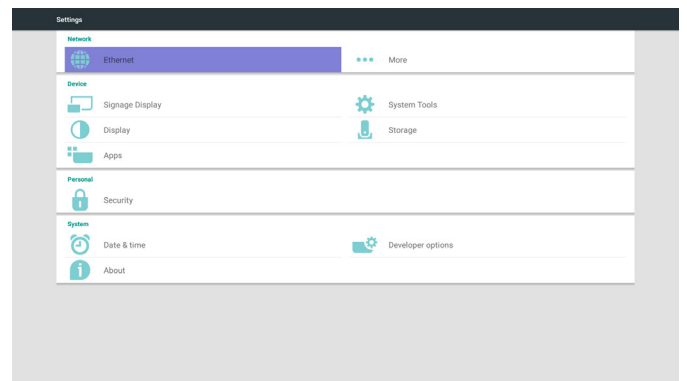 Settings
Network
Ethernet
More
Device
Signage Display
System Tools
Display
Storage
Apps
Personal
Security
System
Date & time
Developer options
About